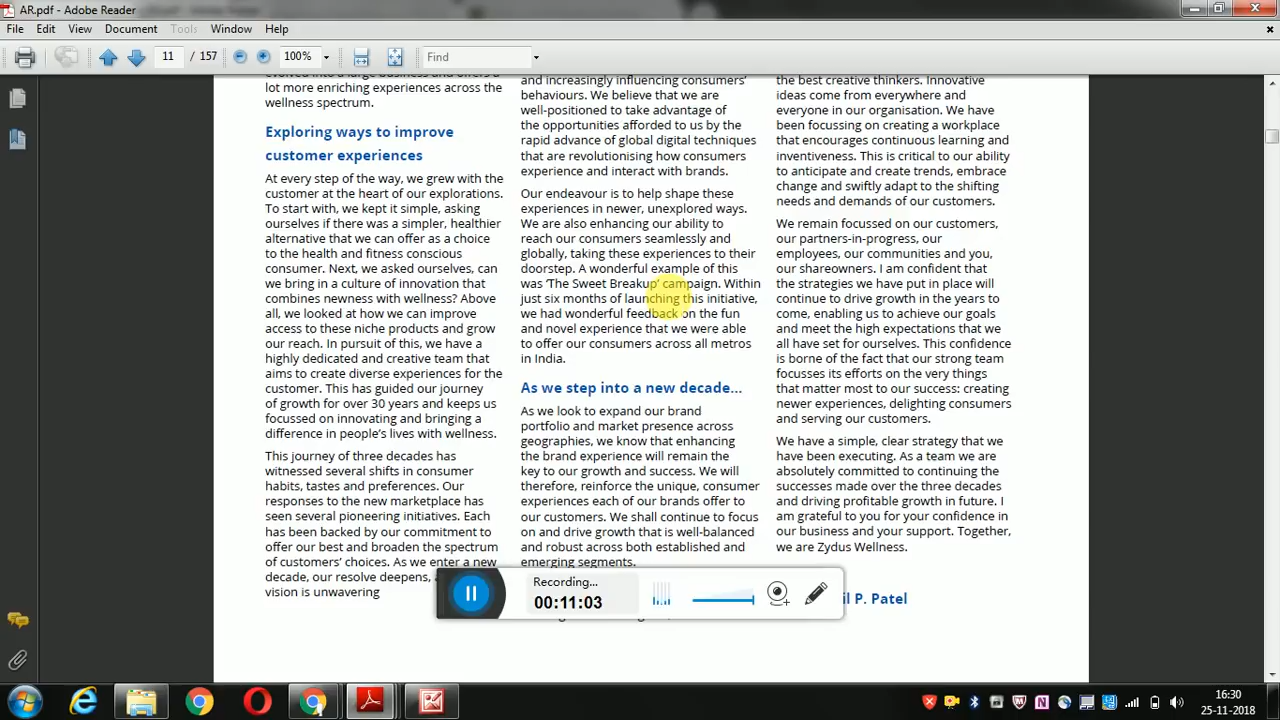 AR.pdf - Adobe Reader
File Edit View Document Tools Window Help
11 / 157 100% Find
lot more enriching experiences across the
wellness spectrum.
Exploring ways to improve
customer experiences
At every step of the way, we grew with the
customer at the heart of our explorations.
To start with, we kept it simple, asking
ourselves if there was a simpler, healthier
alternative that we can offer as a choice
to the health and fitness conscious
consumer. Next, we asked ourselves, can
we bring in a culture of innovation that
combines newness with wellness? Above
all, we looked at how we can improve
access to these niche products and grow
our reach. In pursuit of this, we have a
highly dedicated and creative team that
aims to create diverse experiences for the
customer. This has guided our journey
of growth for over 30 years and keeps us
focussed on innovating and bringing a
difference in people's lives with wellness.
This journey of three decades has
witnessed several shifts in consumer
habits, tastes and preferences. Our
responses to the new marketplace has
seen several pioneering initiatives. Each
has been backed by our commitment to
offer our best and broaden the spectrum
of customers' choices. As we enter a new
decade, our resolve deepens,
vision is unwavering
and increasingly influencing consumers'
behaviours. We believe that we are
well-positioned to take advantage of
the opportunities afforded to us by the
rapid advance of global digital techniques
that are revolutionising how consumers
experience and interact with brands.
Our endeavour is to help shape these
experiences in newer, unexplored ways.
We are also enhancing our ability to
reach our consumers seamlessly and
globally, taking these experiences to their
doorstep. A wonderful example of this
was 'The Sweet Breakup' campaign. Within
just six months of launching this initiative,
we had wonderful feedback on the fun
and novel experience that we were able
to offer our consumers across all metros
in India.
As we step into a new decade...
As we look to expand our brand
portfolio and market presence across
geographies, we know that enhancing
the brand experience will remain the
key to our growth and success. We will
therefore, reinforce the unique, consumer
experiences each of our brands offer to
our customers. We shall continue to focus
on and drive growth that is well-balanced
and robust across both established and
emerging segments.
the best creative thinkers. Innovative
ideas come from everywhere and
everyone in our organisation. We have
been focussing on creating a workplace
that encourages continuous learning and
inventiveness. This is critical to our ability
to anticipate and create trends, embrace
change and swiftly adapt to the shifting
needs and demands of our customers.
We remain focussed on our customers,
our partners-in-progress, our
employees, our communities and you,
our shareowners. I am confident that
the strategies we have put in place will
continue to drive growth in the years to
come, enabling us to achieve our goals
and meet the high expectations that we
all have set for ourselves. This confidence
is borne of the fact that our strong team
focusses its efforts on the very things
that matter most to our success: creating
newer experiences, delighting consumers
and serving our customers.
We have a simple, clear strategy that we
have been executing. As a team we are
absolutely committed to continuing the
successes made over the three decades
and driving profitable growth in future. I
am grateful to you for your confidence in
our business and your support. Together,
we are Zydus Wellness.
P. Patel
Recording...
00:11:03
16:30
25-11-2018